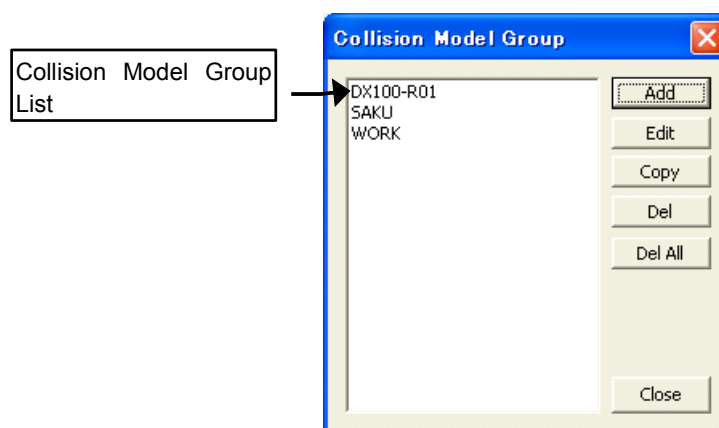 Collision Model Group
Collision Model Group
List
DX100-R01
SAKU
WORK
Add
Edit
Copy
Del
Del All
Close